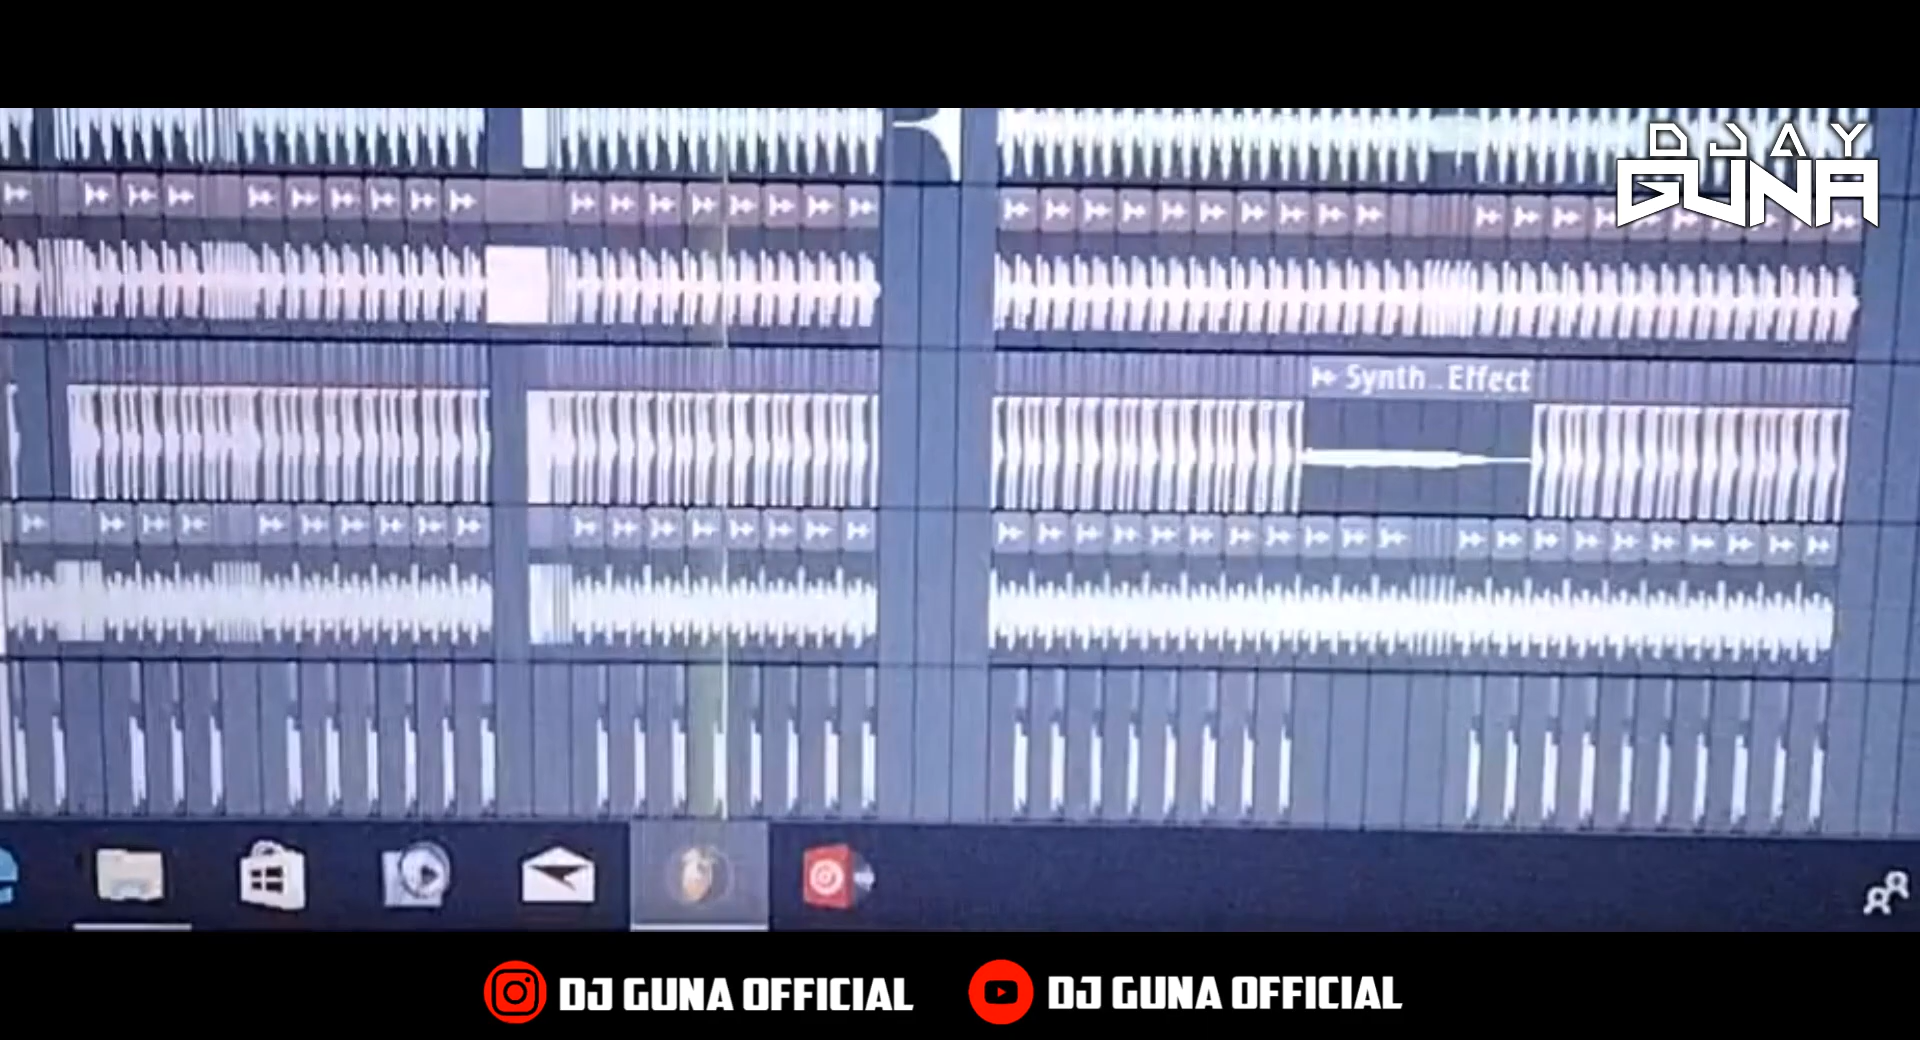 DJAY
GUNA
Synth_Effect
DJ GUNA OFFICIAL
DJ GUNA OFFICIAL